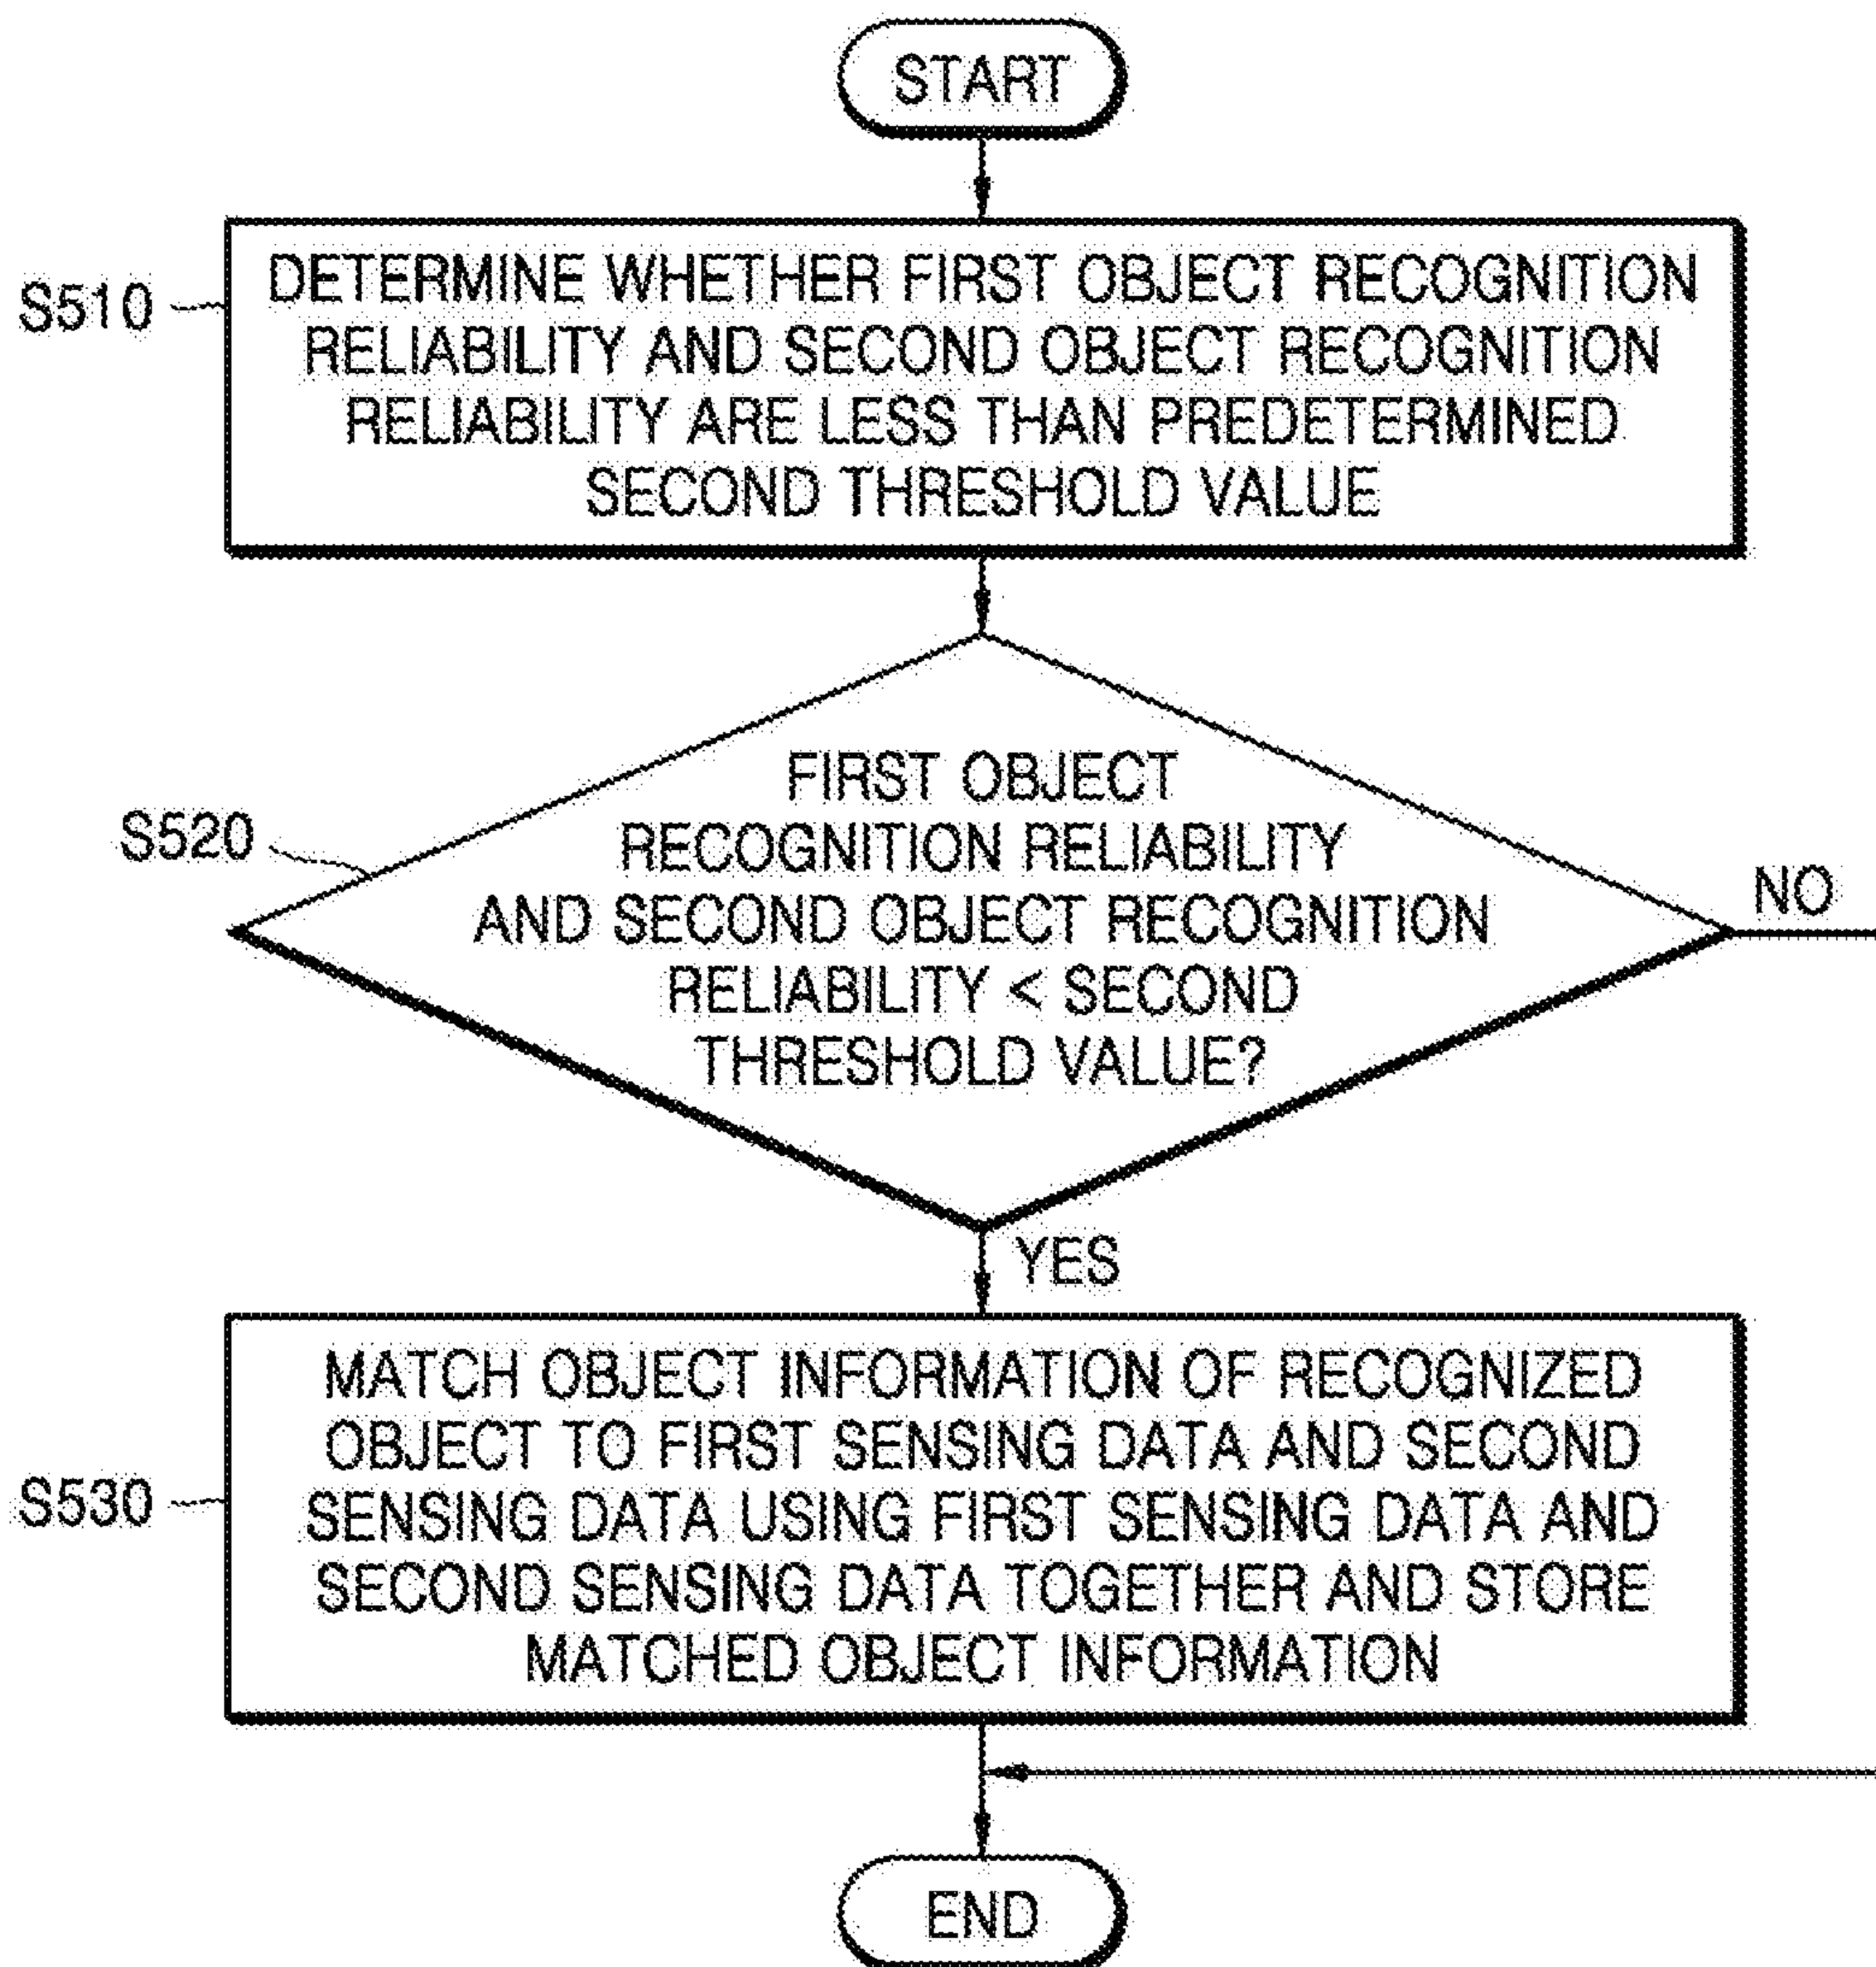 START
S510
DETERMINE WHETHER FIRST OBJECT RECOGNITION
RELIABILITY AND SECOND OBJECT RECOGNITION
RELIABILITY ARE LESS THAN PREDETERMINED
SECOND THRESHOLD VALUE
S520
FIRST OBJECT
RECOGNITION RELIABILITY
AND SECOND OBJECT RECOGNITION
RELIABILITY < SECOND
THRESHOLD VALUE?
NO
YES
S530
MATCH OBJECT INFORMATION OF RECOGNIZED
OBJECT TO FIRST SENSING DATA AND SECOND
SENSING DATA USING FIRST SENSING DATA AND
SECOND SENSING DATA TOGETHER AND STORE
MATCHED OBJECT INFORMATION
END